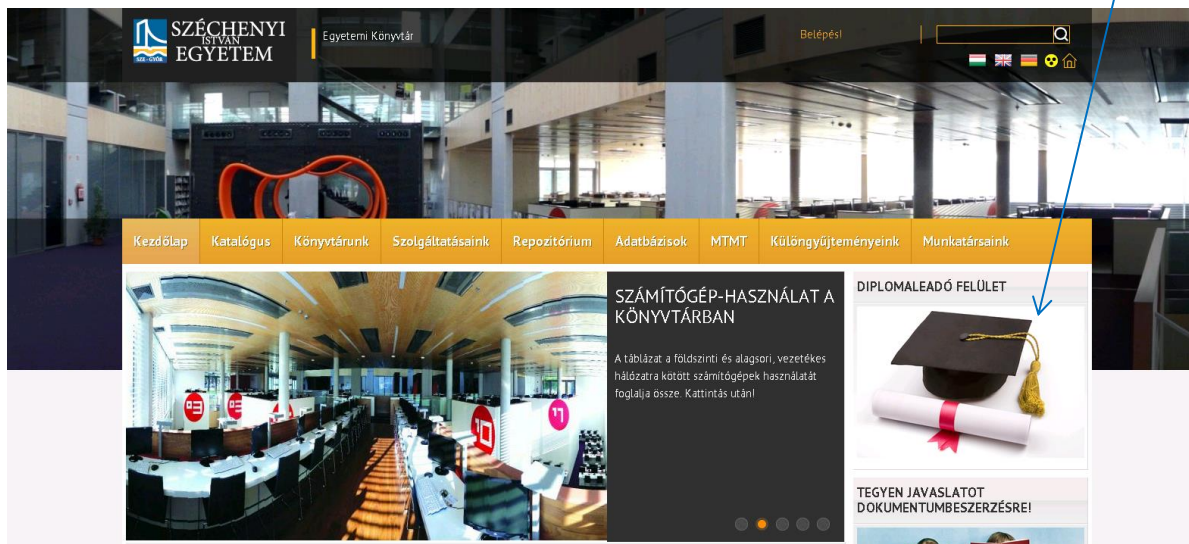 SZÉCHENYI
ISTVÁN
EGYETEM
SZE-GYŐR
Egyetemi Könyvtár
Belépés!
Kezdőlap
Katalógus
Könyvtárunk
Szolgáltatásaink
Repozitórium
Adatbázisok
MTMT
Különgyűjteményeink
Munkatársaink
SZÁMÍTÓGÉP-HASZNÁLAT A
KÖNYVTÁRBAN
A táblázat a földszinti és alagsori, vezetékes
hálózatra kötött számítógépek használatát
foglalja össze. Kattintás után!
DIPLOMALEADÓ FELÜLET
TEGYEN JAVASLATOT
DOKUMENTUMBESZERZÉSRE!